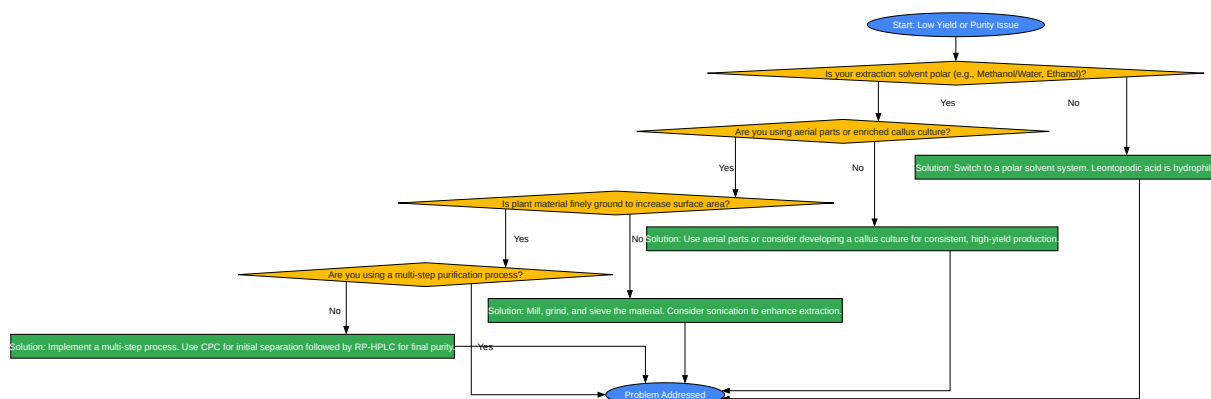 Start: Low Yield or Purity Issue
Is your extraction solvent polar (e.g., Methanol/Water, Ethanol)?
Yes
No
Are you using aerial parts or enriched callus culture?
Solution: Switch to a polar solvent system. Leontopodic acid is hydrophil
Yes
No
Is plant material finely ground to increase surface area?
Yes
No
Solution: Use aerial parts or consider developing a callus culture for consistent, high-yield production.
Are you using a multi-step purification process?
No
Solution: Mill, grind, and sieve the material. Consider sonication to enhance extraction.
Solution: Implement a multi-step process. Use CPC for initial separation followed by RP-HPLC for final purity.
Yes
Problem Addressed